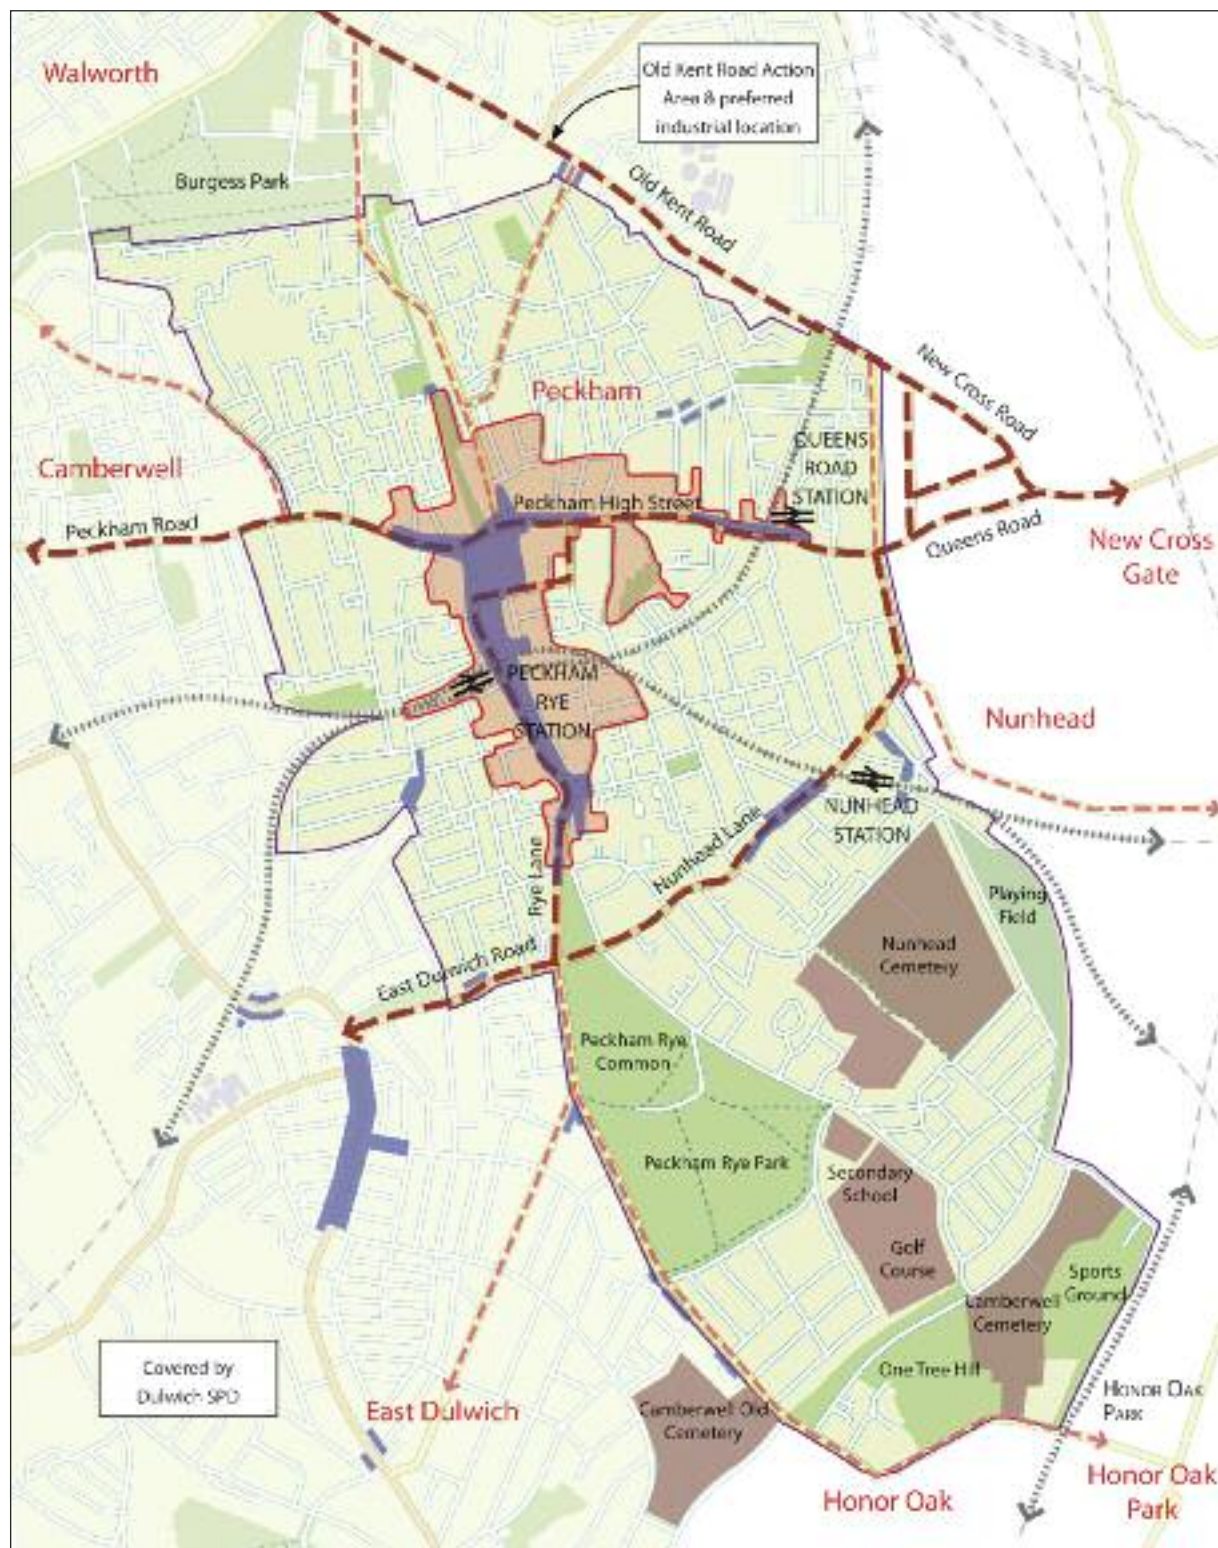 Walworth
Old Kent Road Action
Area & preferred
industrial location
Burgess Park
Old Kent Road
New Cross Road
Peckham
QUEENS
ROAD
STATION
Camberwell
Peckham High Street
Peckham Road
Queens Road
New Cross
Gate
PECKHAM
RYE
STATION
Nunhead
NUNHEAD
STATION
Nunhead Lane
Rye Lane
Playing
Field
Nunhead
Cemetery
East Dulwich Road
Peckham Rye
Common
Peckham Rye Park
Secondary
School
Golf
Course
Sports
Ground
Camberwell
Cemetery
One Tree Hill
Covered by
Dulwich SPD
HONOR OAK
PARK
East Dulwich
Camberwell Old
Cemetery
Honor Oak
Honor Oak
Park